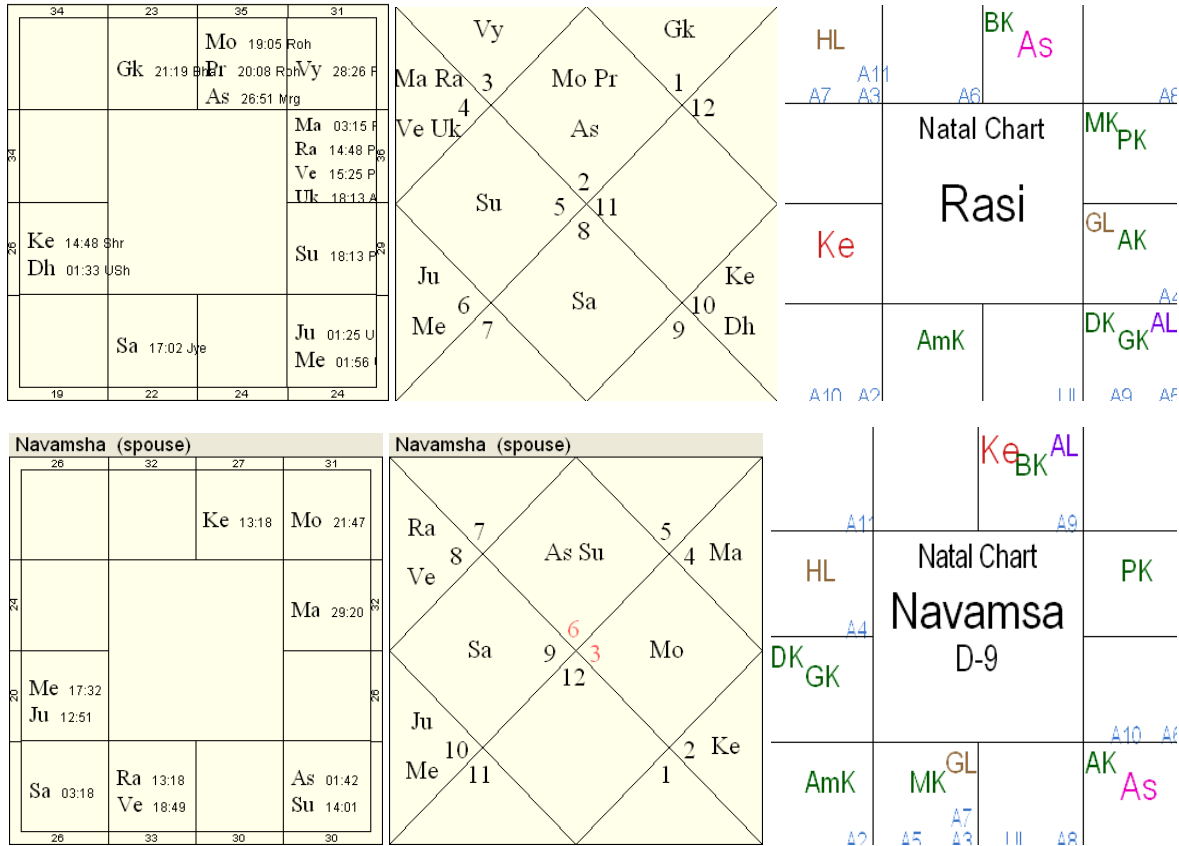 34 23 35 31
Mo 19:05 Roh
Gk 21:19 Pr 20:08 Roh Vy 28:26
As 26:51 Mrg
Ma 03:15
34 Ra 14:48 P 36
Ve 15:25 P
Uk 18:13 A
Ke 14:48 Shr
26 Su 18:13 P 29
Dh 01:33 USh
Sa 17:02 Jye Ju 01:25 U
Me 01:56
19 22 24 24
Vy Gk
Ma Ra 3 Mo Pr 1
4 12
Ve Uk As
2
Su 5 11
8
Ju Ke
6 Sa 10
Me 7 9 Dh
HL BK As
A11
A7 A3 A6 A8
Natal Chart MK PK
Rasi
Ke GL AK
A4
AmK DK GK AL
A10 A2 UL A9 A5
Navamsha (spouse)
26 32 27 31
Ke 13:18 Mo 21:47
24 Ma 29:20 32
Me 17:32
20 26
Ju 12:51
Sa 03:18 Ra 13:18 As 01:42
Ve 18:49 Su 14:01
26 33 30 30
Navamsha (spouse)
Ra 7 5
8 As Su 4 Ma
Ve
6
Sa 9 3 Mo
12
Ju
10 2 Ke
Me 11 1
Ke BK AL
A11 A9
HL Natal Chart PK
Navamsa
A4
DK GK D-9
A10 A6
AmK MK GL AK As
A7
A2 A5 A3 UL A8